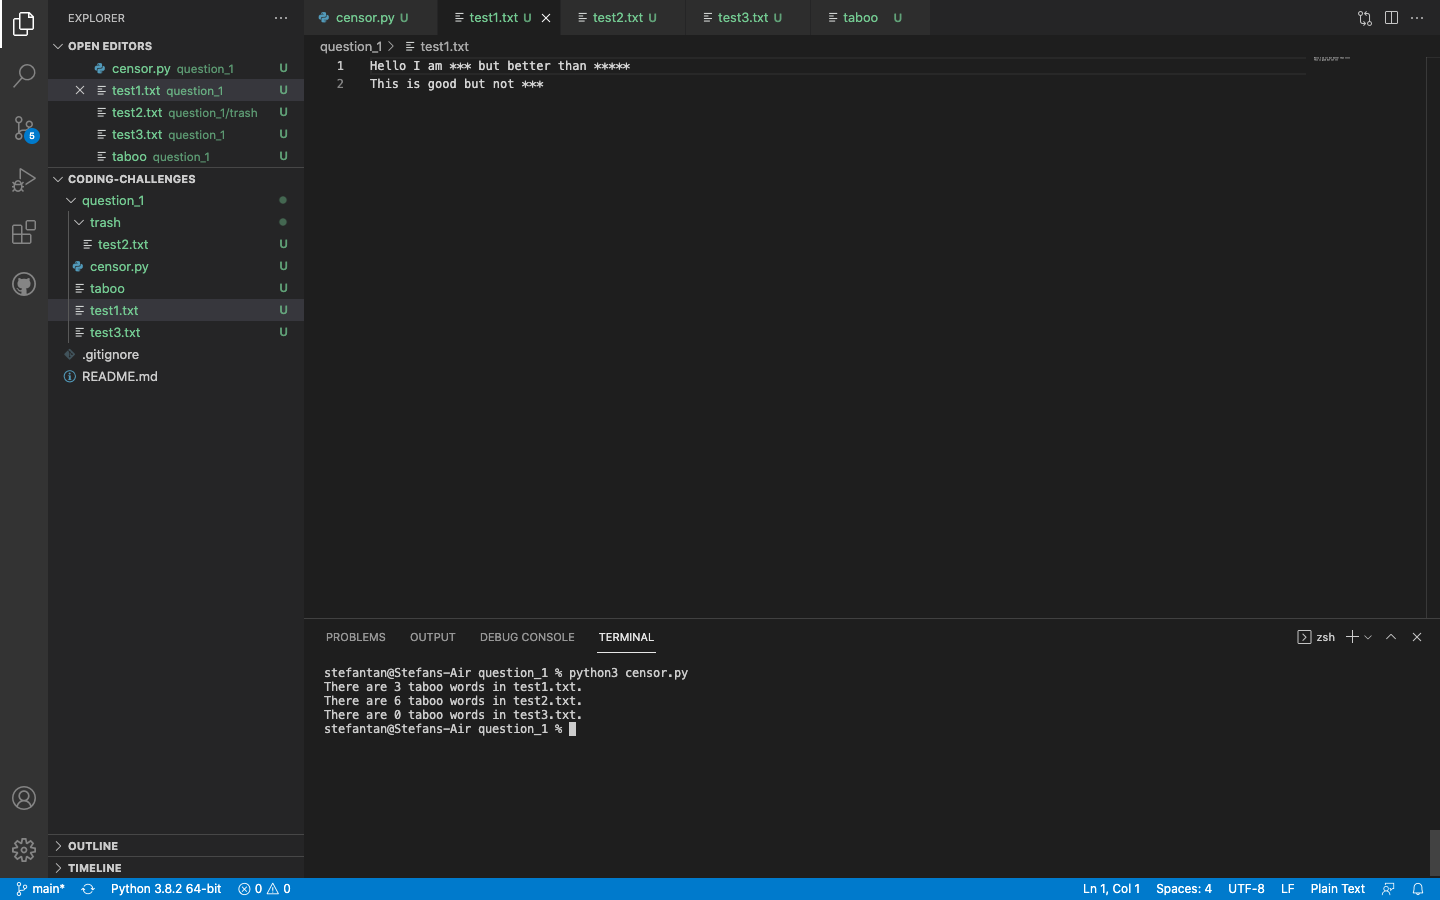 EXPLORER
OPEN EDITORS
censor.py question_1 U
test1.txt question_1 U
test2.txt question_1/trash U
test3.txt question_1 U
taboo question_1 U
CODING-CHALLENGES
question_1
trash
test2.txt U
censor.py U
taboo U
test1.txt U
test3.txt U
.gitignore
README.md
OUTLINE
TIMELINE
5
censor.py U test1.txt U test2.txt U test3.txt U taboo U
question_1 > test1.txt
1 Hello I am *** but better than *****
2 This is good but not ***
PROBLEMS OUTPUT DEBUG CONSOLE TERMINAL zsh
stefantan@Stefans-Air question_1 % python3 censor.py
There are 3 taboo words in test1.txt.
There are 6 taboo words in test2.txt.
There are 0 taboo words in test3.txt.
stefantan@Stefans-Air question_1 %
main* Python 3.8.2 64-bit 0 0 Ln 1, Col 1 Spaces: 4 UTF-8 LF Plain Text